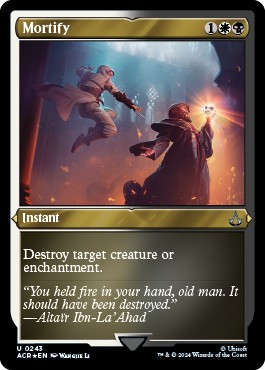 Mortify 1
Instant
Destroy target creature or
enchantment.
“You held fire in your hand, old man. It
should have been destroyed.”
—Altaïr Ibn-La’Ahad
U 0243
ACR★EN Wangjie Li
© Ubisoft
™ & © 2024 Wizards of the Coast